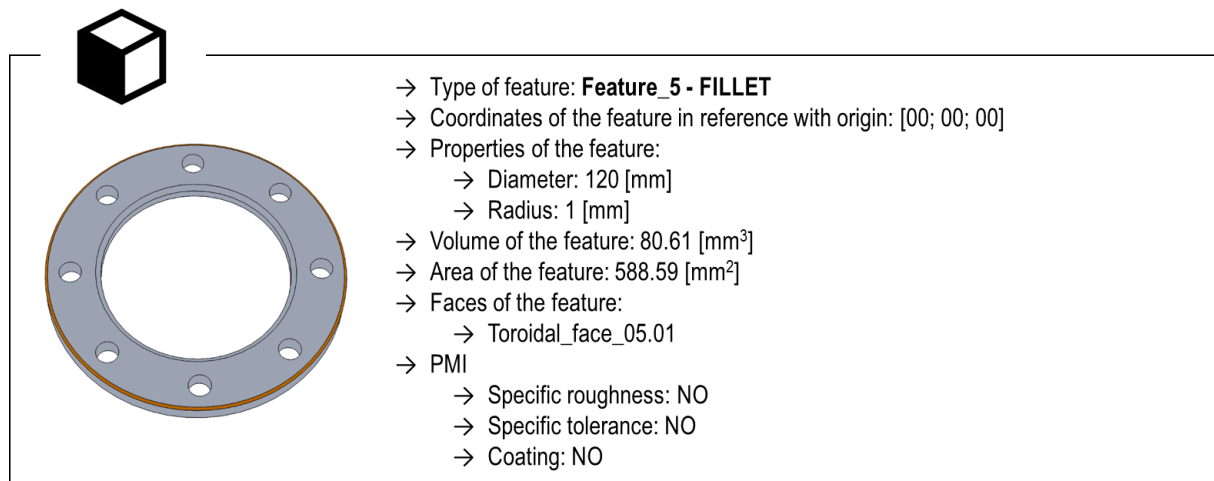 → Type of feature: Feature_5 - FILLET
→ Coordinates of the feature in reference with origin: [00; 00; 00]
→ Properties of the feature:
→ Diameter: 120 [mm]
→ Radius: 1 [mm]
→ Volume of the feature: 80.61 [mm³]
→ Area of the feature: 588.59 [mm²]
→ Faces of the feature:
→ Toroidal_face_05.01
→ PMI
→ Specific roughness: NO
→ Specific tolerance: NO
→ Coating: NO